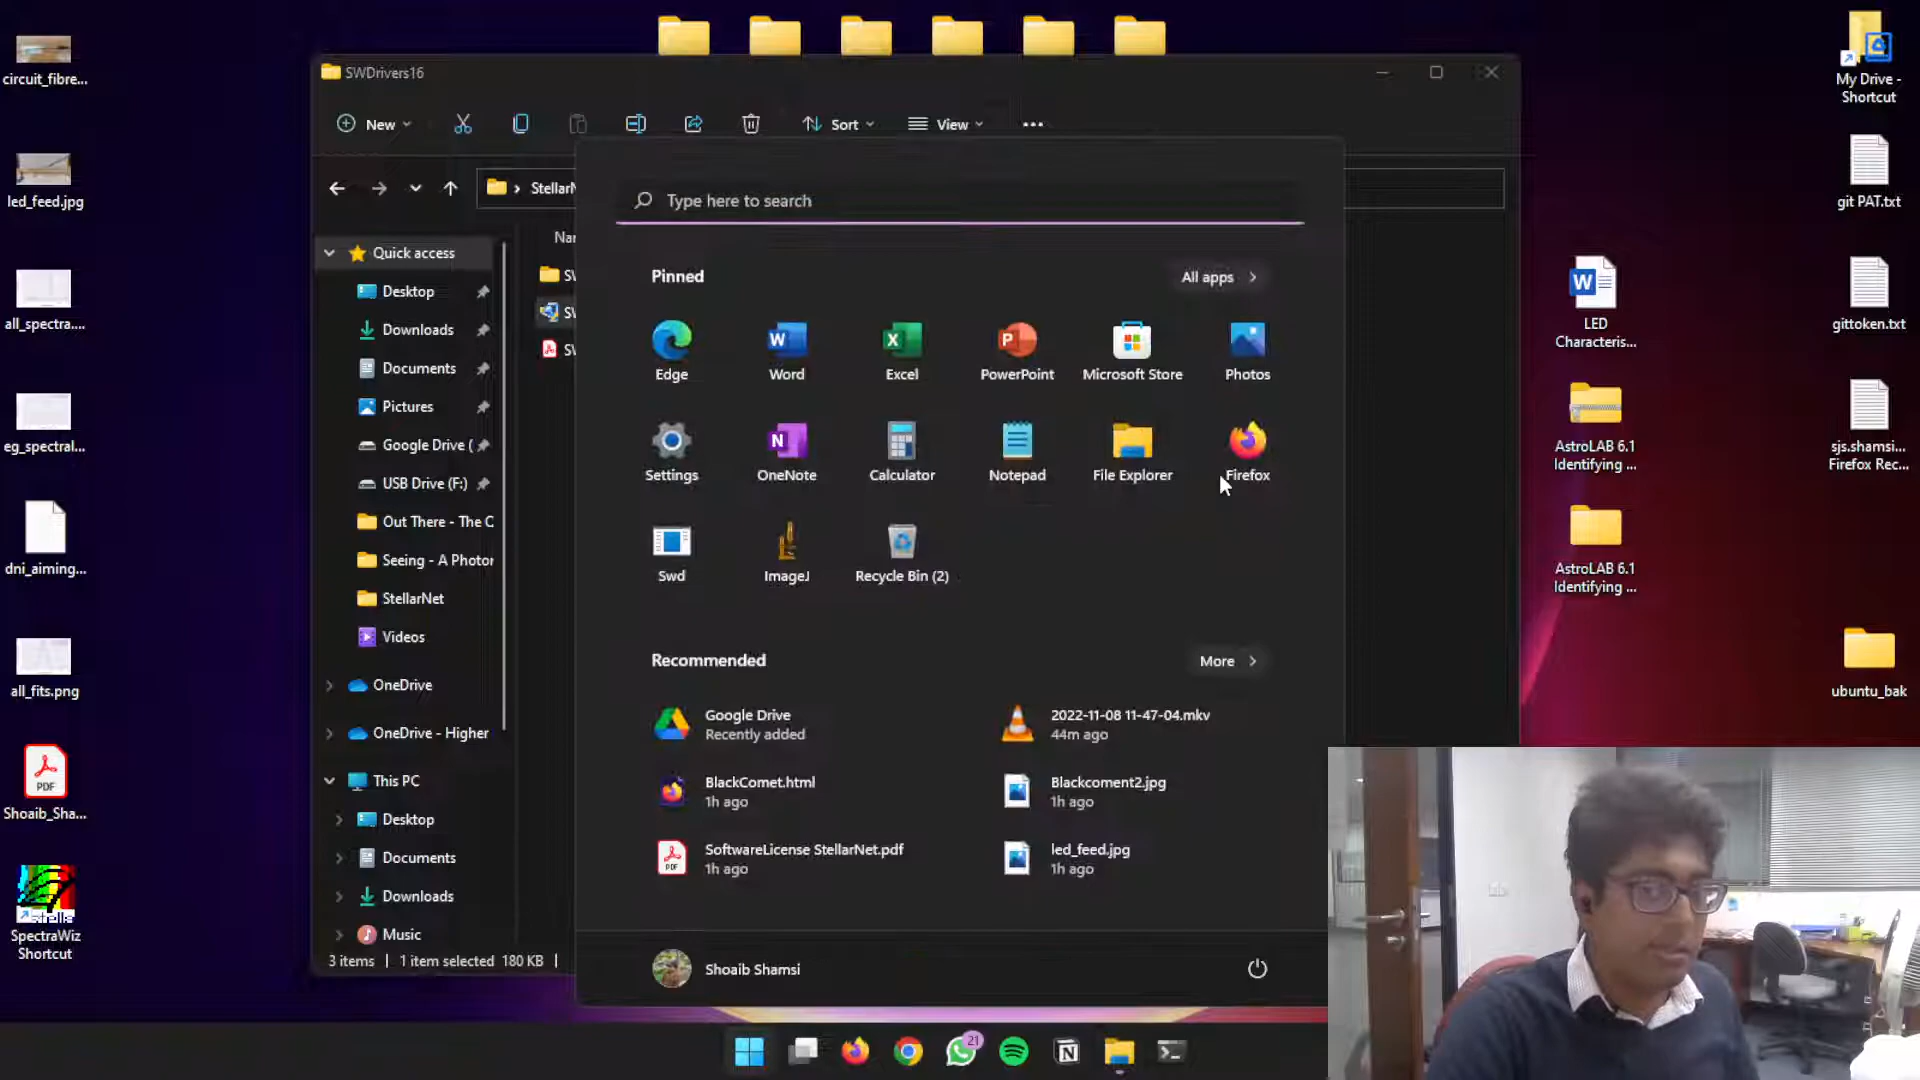 circuit_fibre...
led_feed.jpg
all_spectra....
eg_spectral...
dni_aiming...
all_fits.png
PDF
Shoaib_Sha...
SpectraWiz
Shortcut
SWDrivers16
New
Sort
View
StellarN
Nar
Quick access
Desktop
Downloads
Documents
Pictures
Google Drive (
USB Drive (F:)
Out There - The C
Seeing - A Photor
StellarNet
Videos
OneDrive
OneDrive - Higher
This PC
Desktop
Documents
Downloads
Music
3 items
1 item selected 180 KB
Type here to search
Pinned
All apps
Edge
Word
Excel
PowerPoint
Microsoft Store
Photos
Settings
OneNote
Calculator
Notepad
File Explorer
Firefox
Swd
ImageJ
Recycle Bin (2)
Recommended
More
Google Drive
Recently added
2022-11-08 11-47-04.mkv
44m ago
BlackComet.html
1h ago
Blackcoment2.jpg
1h ago
PDF
SoftwareLicense StellarNet.pdf
1h ago
led_feed.jpg
1h ago
Shoaib Shamsi
21
My Drive -
Shortcut
git PAT.txt
gittoken.txt
sjs.shamsi...
Firefox Rec...
ubuntu_bak
LED
Characteris...
AstroLAB 6.1
Identifying ...
AstroLAB 6.1
Identifying ...